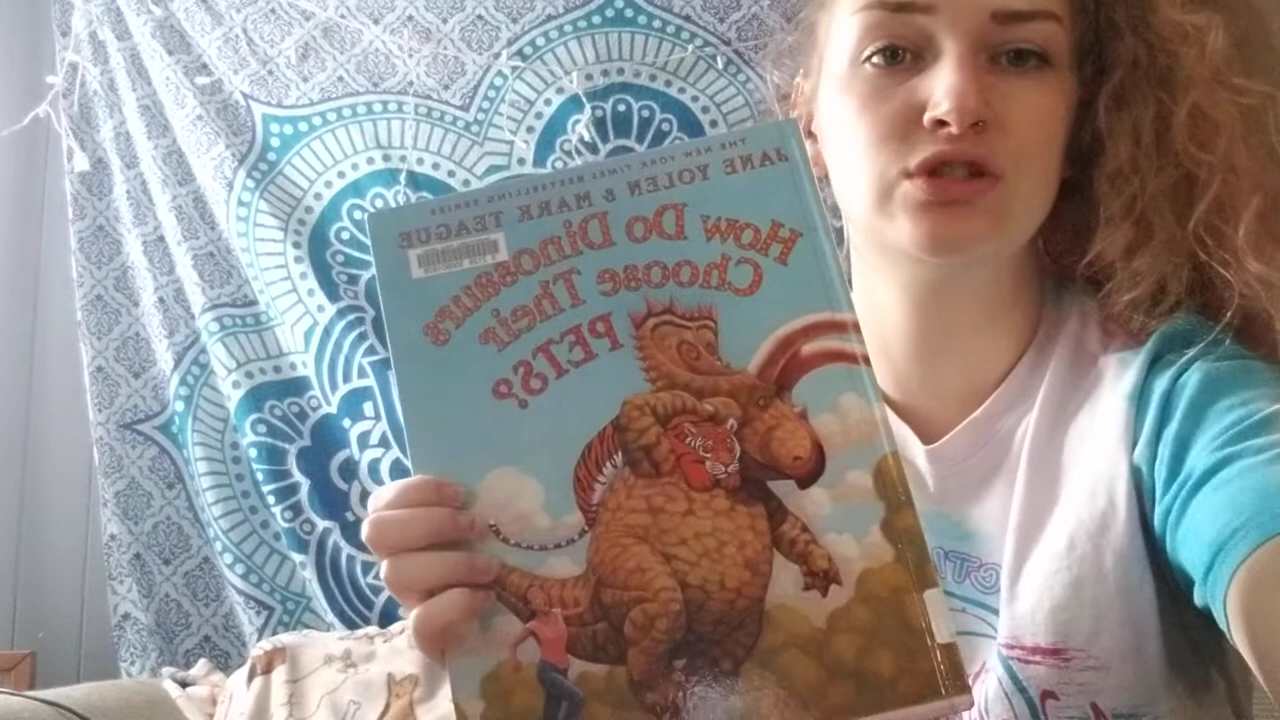 THE NEW YORK TIMES BESTSELLING SERIES
JANE YOLEN & MARK TEAGUE
How Do Dinosaurs
Choose Their
PETS?